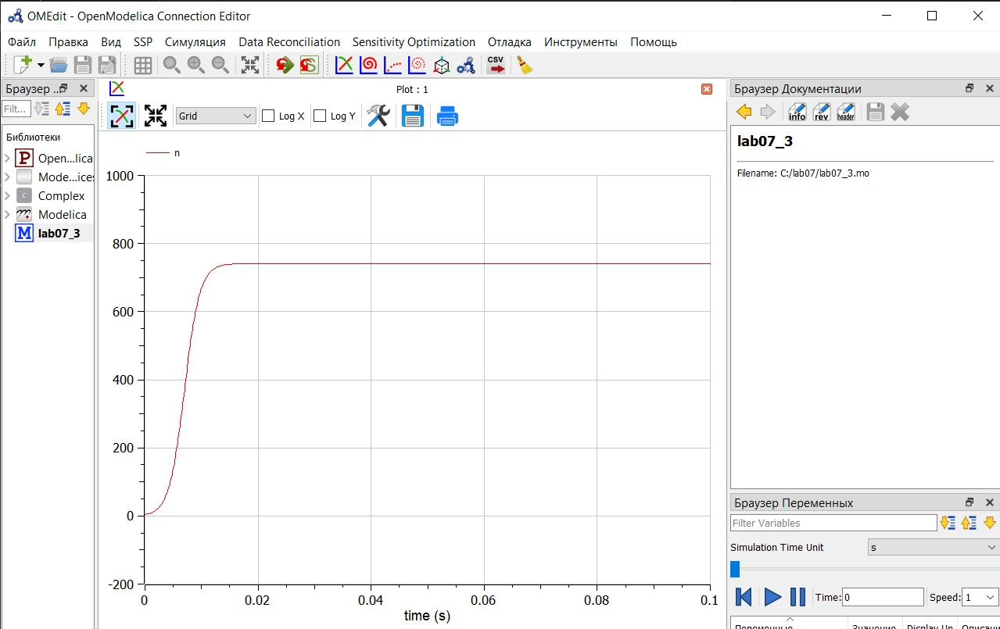 OMEdit - OpenModelica Connection Editor
Файл Правка Вид SSP Симуляция Data Reconciliation Sensitivity Optimization Отладка Инструменты Помощь
CSV
Браузер ..
Filt...
Библиотеки
P Open...lica
Mode...ices
C Complex
Modelica
M lab07_3
Plot : 1
Grid Log X Log Y
n
1000
800
600
400
200
0
-200
0 0.02 0.04 0.06 0.08 0.1
time (s)
Браузер Документации
info rev header
lab07_3
Filename: C:/lab07/lab07_3.mo
Браузер Переменных
Filter Variables
Simulation Time Unit s
Time: 0 Speed: 1
Переменные Значение Display Un Описани